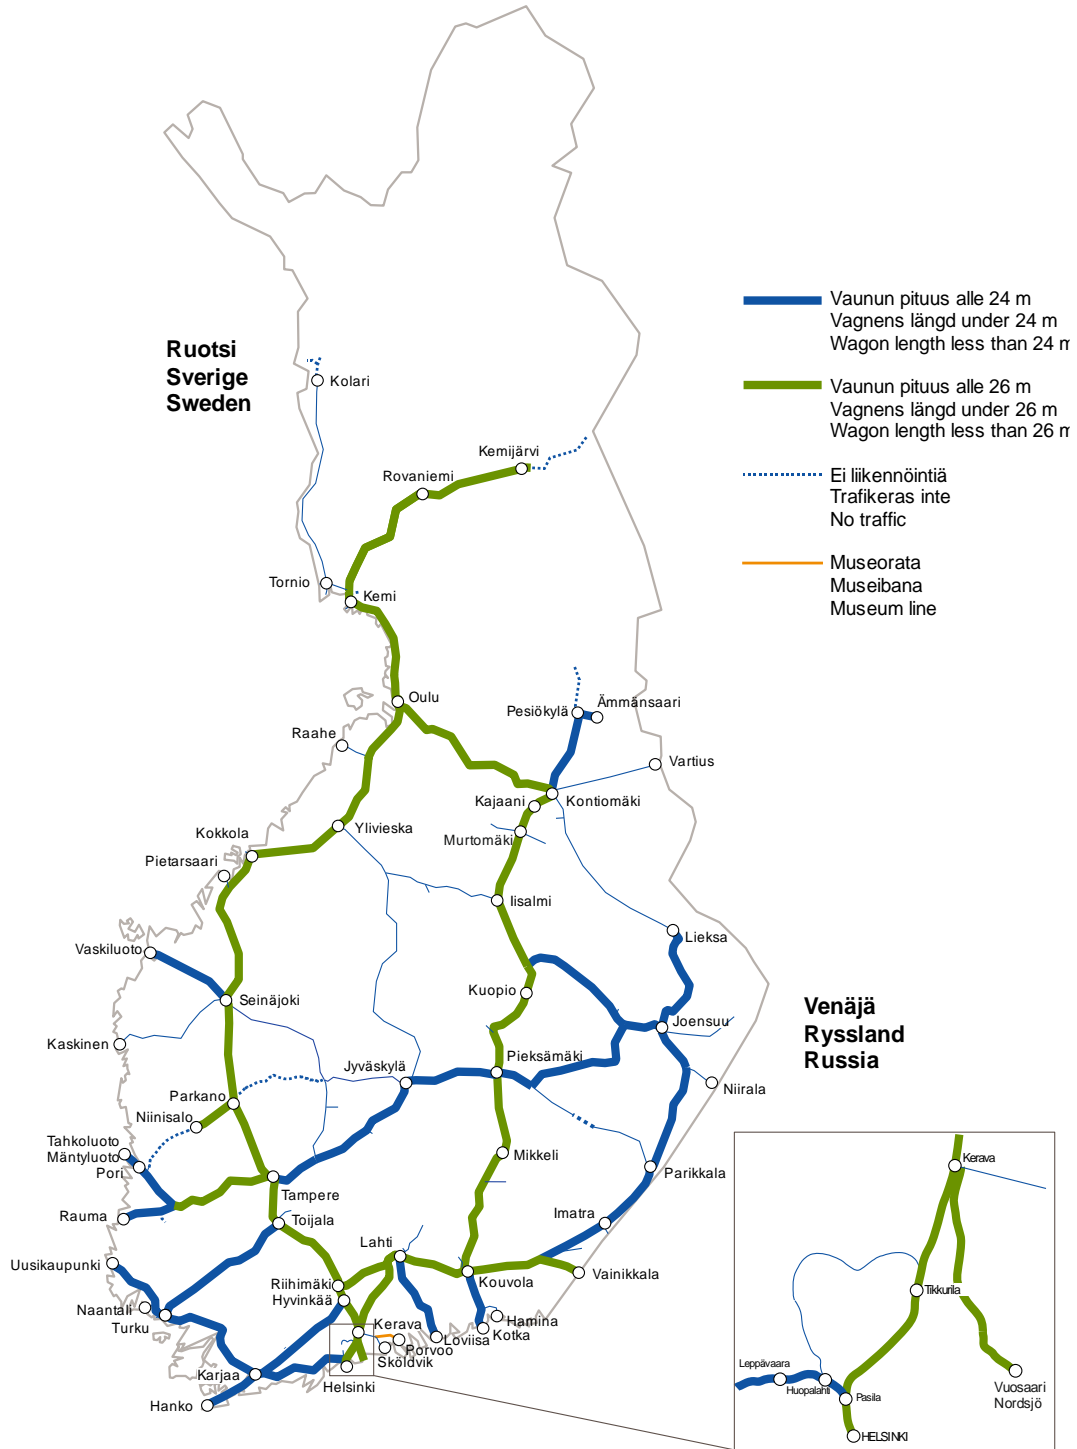 Ruotsi
Sverige
Sweden
Vaunun pituus alle 24 m
Vagnens längd under 24 m
Wagon length less than 24 m
Vaunun pituus alle 26 m
Vagnens längd under 26 m
Wagon length less than 26 m
Ei liikennöintiä
Trafikeras inte
No traffic
Museorata
Museibana
Museum line
Kolari
Kemijärvi
Rovaniemi
Tornio
Kemi
Oulu
Pesiökylä
Ämmänsaari
Raahe
Vartius
Kajaani
Kontiomäki
Ylivieska
Murtomäki
Kokkola
Pietarsaari
Iisalmi
Lieksa
Vaskiluoto
Kuopio
Seinäjoki
Joensuu
Kaskinen
Jyväskylä
Pieksämäki
Niirala
Parkano
Niinisalo
Tahkoluoto
Mäntyluoto
Pori
Mikkeli
Parikkala
Tampere
Rauma
Toijala
Imatra
Lahti
Uusikaupunki
Riihimäki
Hyvinkää
Kouvola
Vainikkala
Naantali
Turku
Kerava
Porvoo
Sköldvik
Loviisa
Hamina
Kotka
Karjaa
Helsinki
Hanko
Venäjä
Ryssland
Russia
Kerava
Tikkurila
Leppävaara
Huopalahti
Pasila
Vuosaari
Nordsjö
HELSINKI